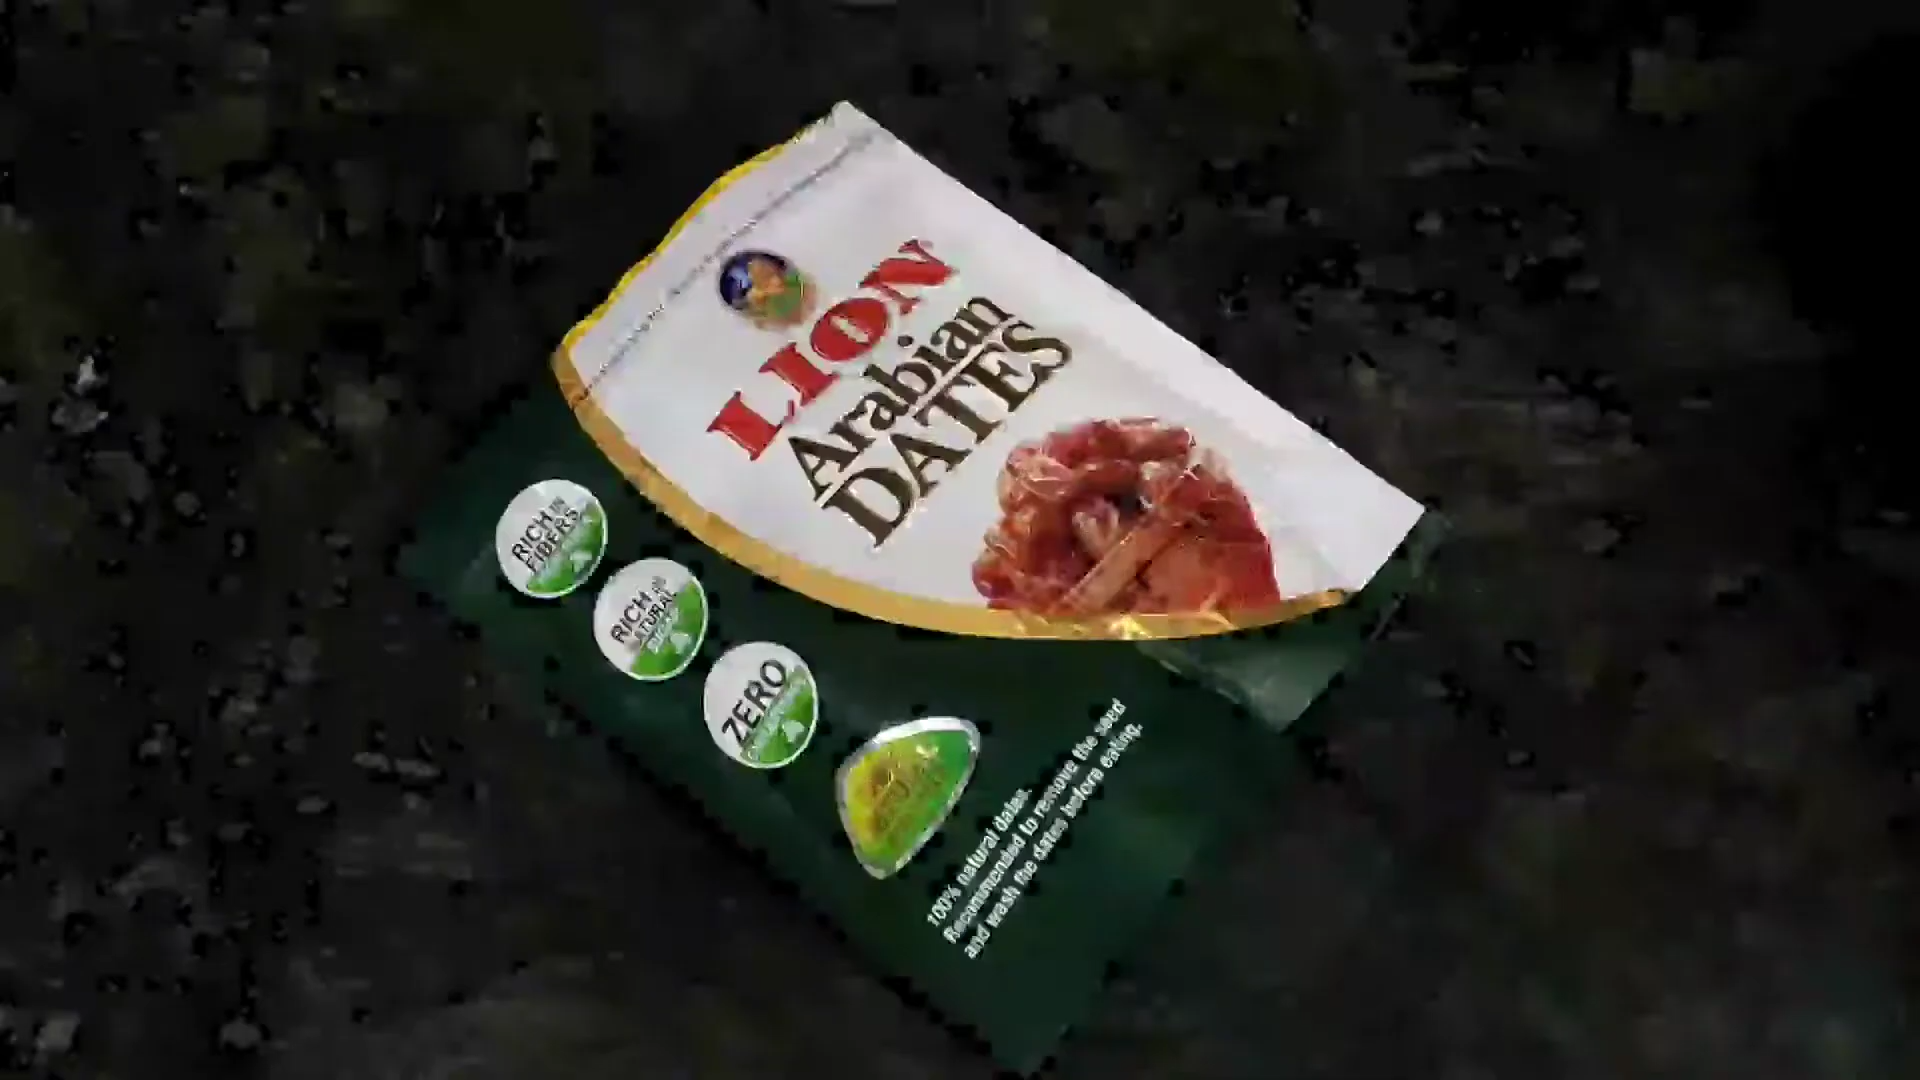 LION
Arabian
DATES
RICH IN
FIBERS
RICH IN
NATURAL
ZERO
100% natural dates.
Recommended to remove the seed
and wash the dates before eating.